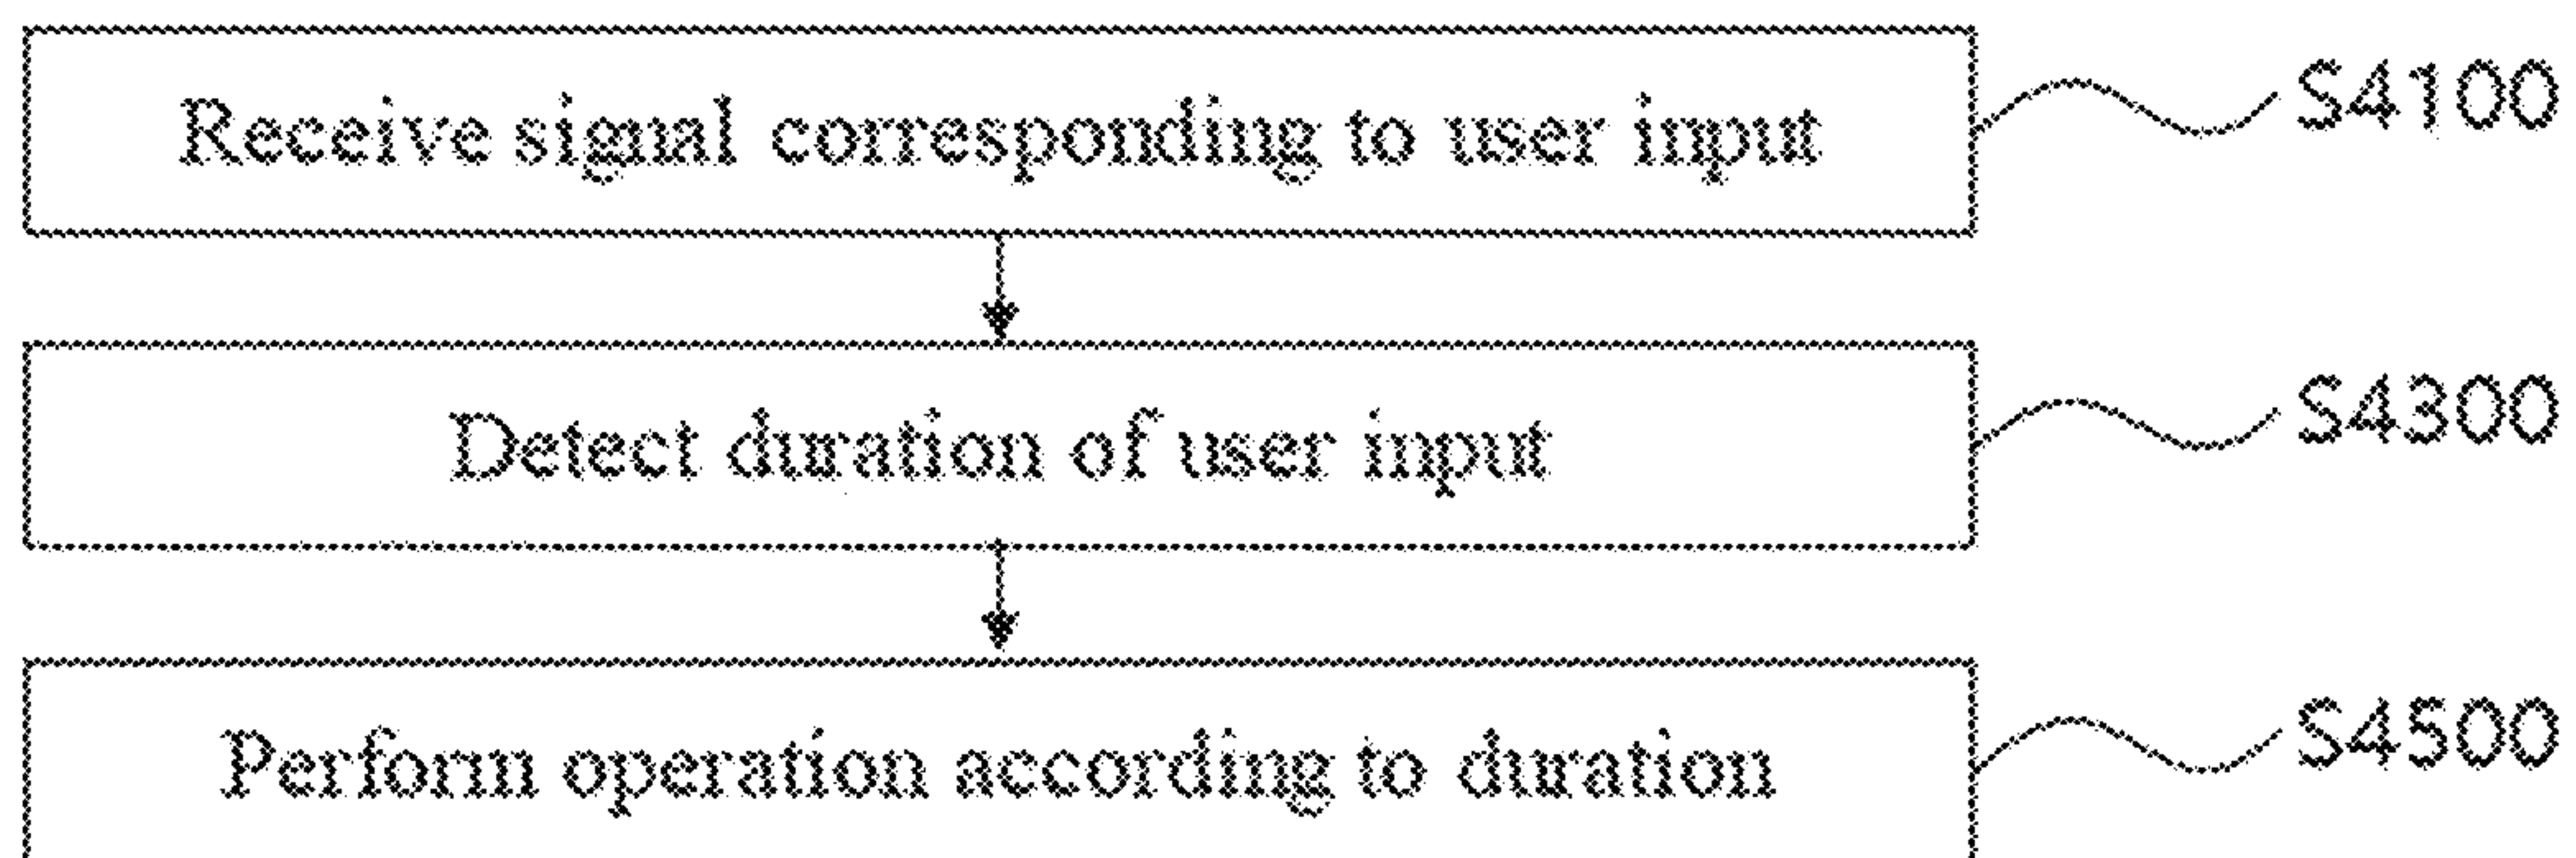 Receive signal corresponding to user input
S4100
Detect duration of user input
S4300
Perform operation according to duration
S4500